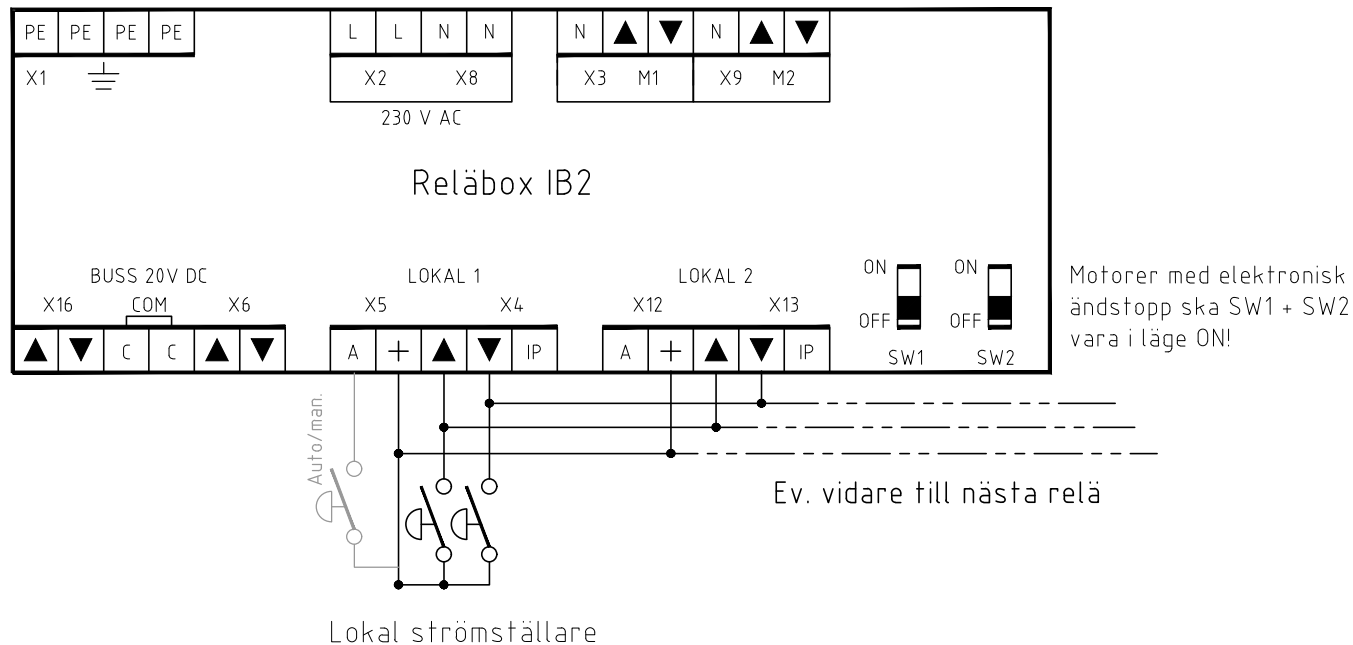 PE PE PE PE
L L N N
N ▲ ▼ N ▲ ▼
X1
X2 X8
X3 M1 X9 M2
230 V AC
Reläbox IB2
BUSS 20V DC
X16 COM X6
▲ ▼ C C ▲ ▼
LOKAL 1
X5 X4
A + ▲ ▼ IP
LOKAL 2
X12 X13
A + ▲ ▼ IP
ON
OFF
SW1
ON
OFF
SW2
Motorer med elektronisk
ändstopp ska SW1 + SW2
vara i läge ON!
Auto/man.
Ev. vidare till nästa relä
Lokal strömställare